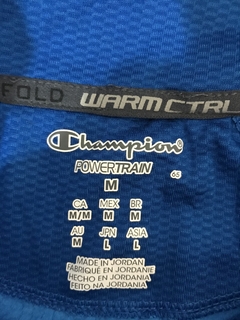 FOLD WARM CTRL
Champion
POWERTRAIN
M 65
CA MEX BR
M/M M M
AU JPN ASIA
M L L
MADE IN JORDAN
FABRIQUÉ EN JORDANIE
HECHO EN JORDANIA
FEITO NA JORDÂNIA